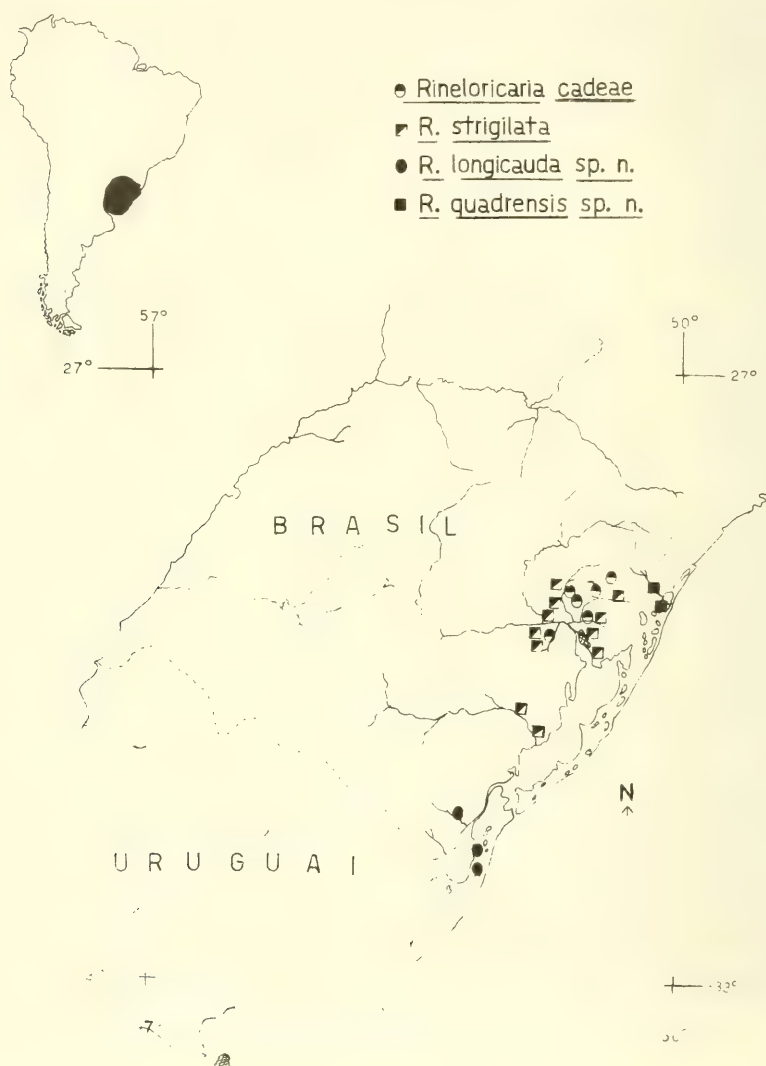 Rineloricaria cadeae
R. strigilata
R. longicauda sp. n.
R. quadrensis sp. n.
57°
27°
50°
27°
BRASIL
N
URUGUAI